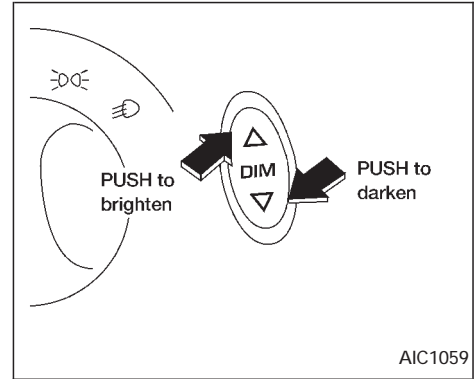 PUSH to
brighten
DIM
PUSH to
darken
AIC1059